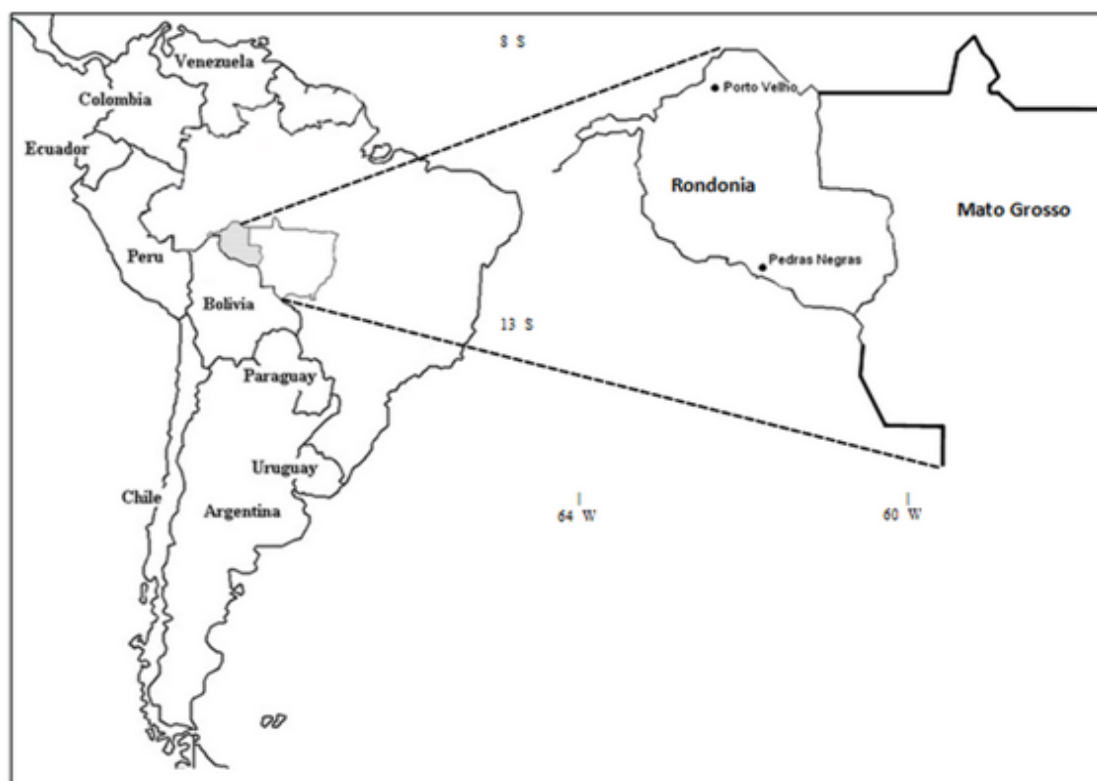 8 S
Venezuela
Porto Velho
Colombia
Ecuador
Rondonia
Mato Grosso
Peru
Pedras Negras
Bolivia
13 S
Paraguay
Uruguay
Chile
Argentina
64 W
60 W